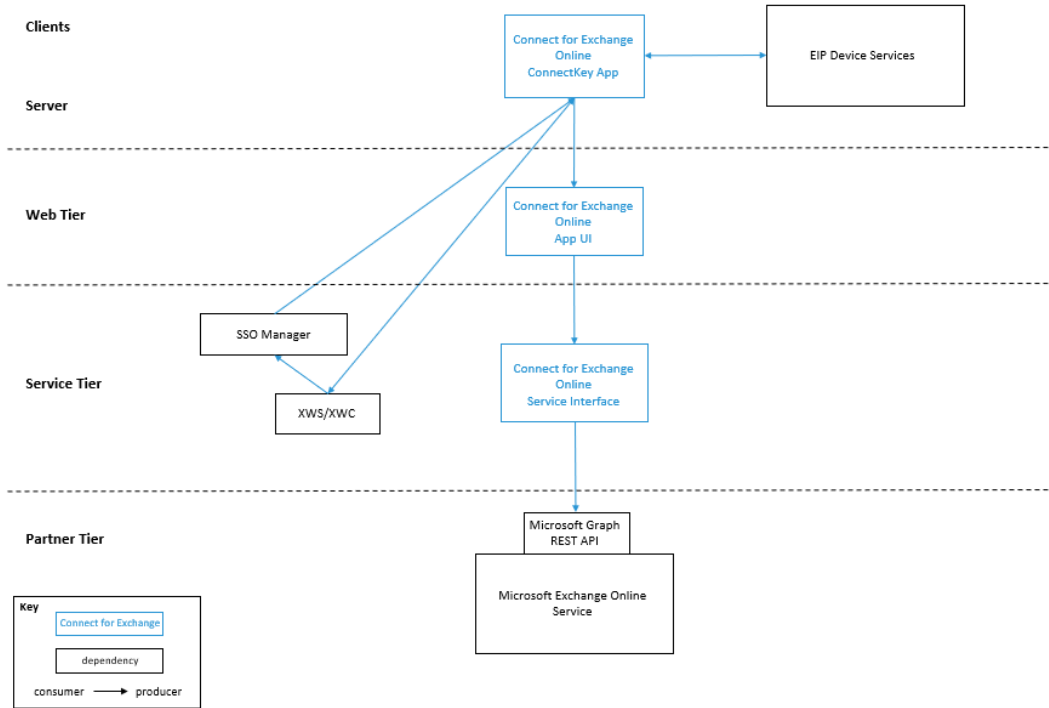 Clients
Connect for Exchange
Online
ConnectKey App
EIP Device Services
Server
Web Tier
Connect for Exchange
Online
App UI
SSO Manager
Service Tier
Connect for Exchange
Online
Service Interface
XWS/XWC
Partner Tier
Microsoft Graph
REST API
Microsoft Exchange Online
Service
Key
Connect for Exchange
dependency
consumer
producer